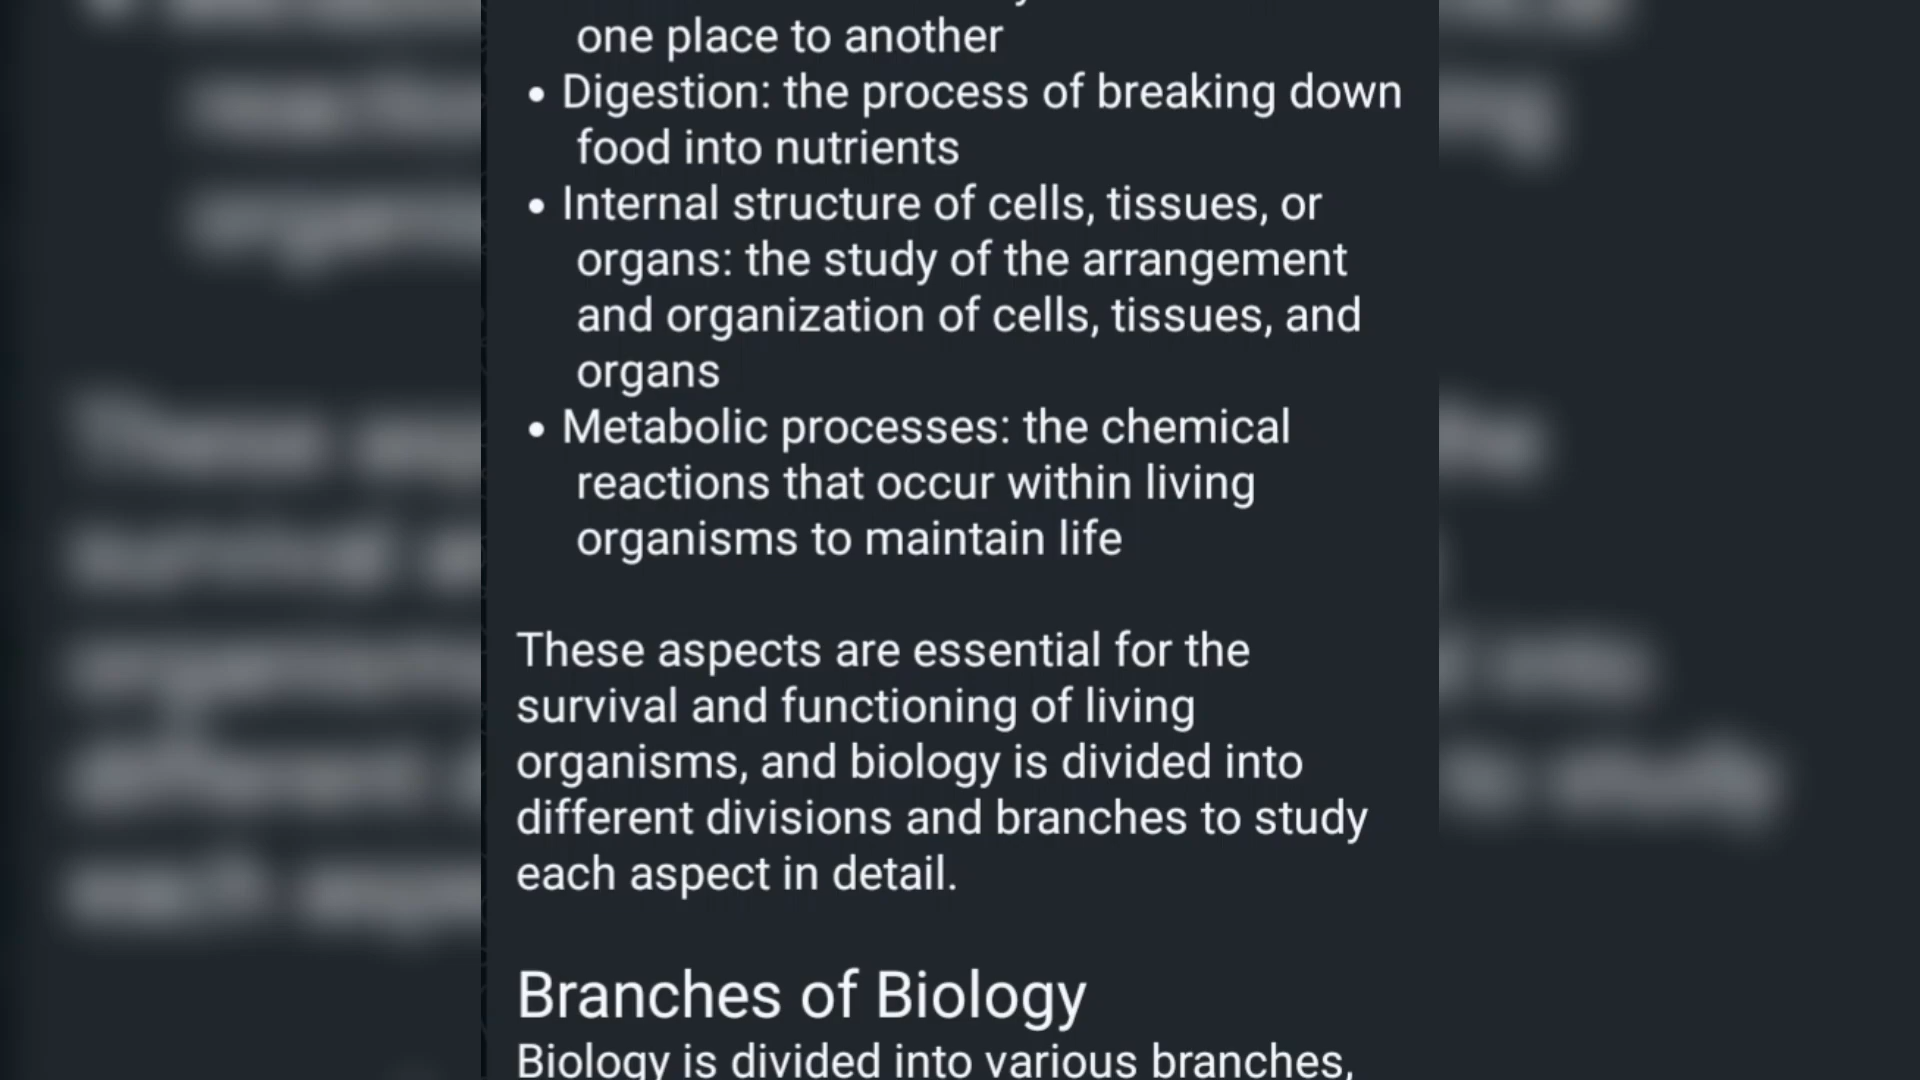 one place to another
• Digestion: the process of breaking down
food into nutrients
• Internal structure of cells, tissues, or
organs: the study of the arrangement
and organization of cells, tissues, and
organs
• Metabolic processes: the chemical
reactions that occur within living
organisms to maintain life
These aspects are essential for the
survival and functioning of living
organisms, and biology is divided into
different divisions and branches to study
each aspect in detail.
Branches of Biology
Biology is divided into various branches,